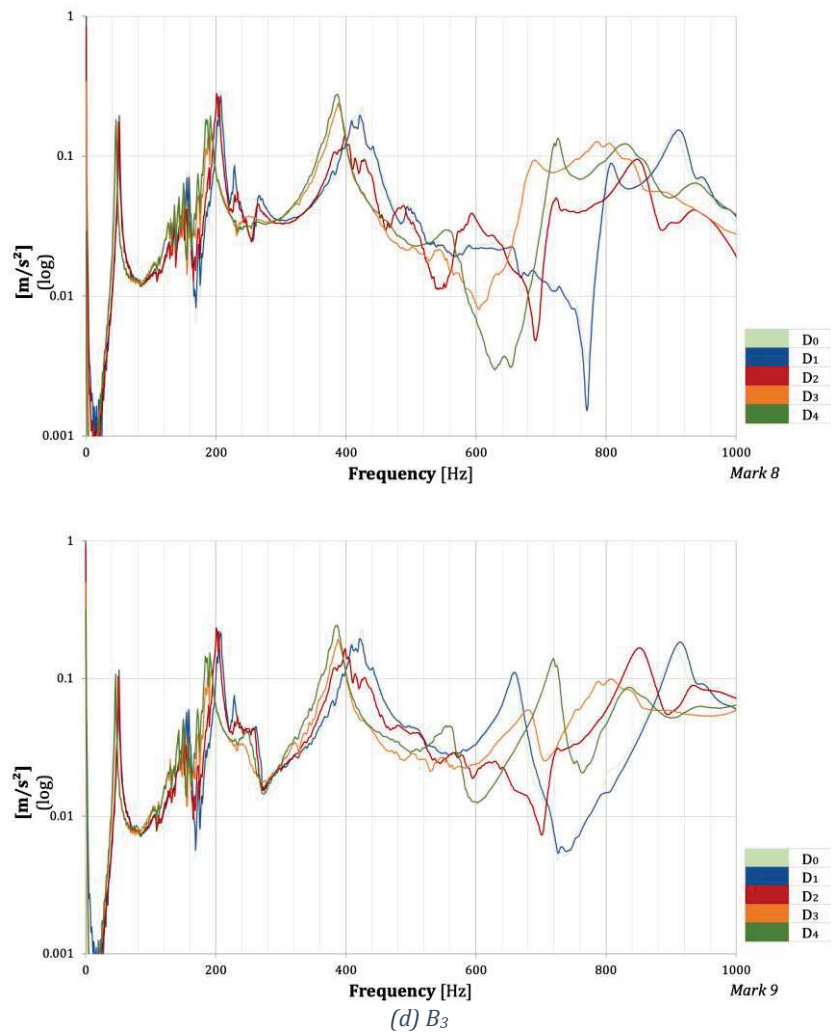 1
0.1
[m/s²]
(log)
0.01
0.001
0 200 400 600 800 1000
Frequency [Hz]
Mark 8
D₀
D₁
D₂
D₃
D₄
1
0.1
[m/s²]
(log)
0.01
0.001
0 200 400 600 800 1000
Frequency [Hz]
Mark 9
D₀
D₁
D₂
D₃
D₄
(d) B₃